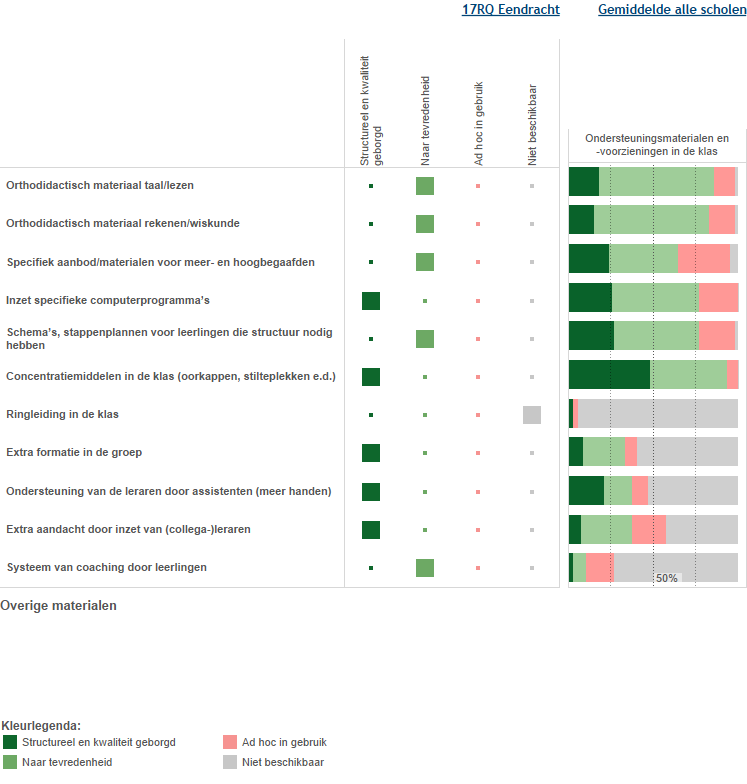 17RQ Eendracht Gemiddelde alle scholen
Structureel en kwaliteit
geborgd
Naar tevredenheid
Ad hoc in gebruik
Niet beschikbaar
Ondersteuningsmaterialen en
-voorzieningen in de klas
Orthodidactisch materiaal taal/lezen
Orthodidactisch materiaal rekenen/wiskunde
Specifiek aanbod/materialen voor meer- en hoogbegaafden
Inzet specifieke computerprogramma's
Schema's, stappenplannen voor leerlingen die structuur nodig
hebben
Concentratiemiddelen in de klas (oorkappen, stilteplekken e.d.)
Ringleiding in de klas
Extra formatie in de groep
Ondersteuning van de leraren door assistenten (meer handen)
Extra aandacht door inzet van (collega-)leraren
Systeem van coaching door leerlingen
50%
Overige materialen
Kleurlegenda:
Structureel en kwaliteit geborgd
Ad hoc in gebruik
Naar tevredenheid
Niet beschikbaar